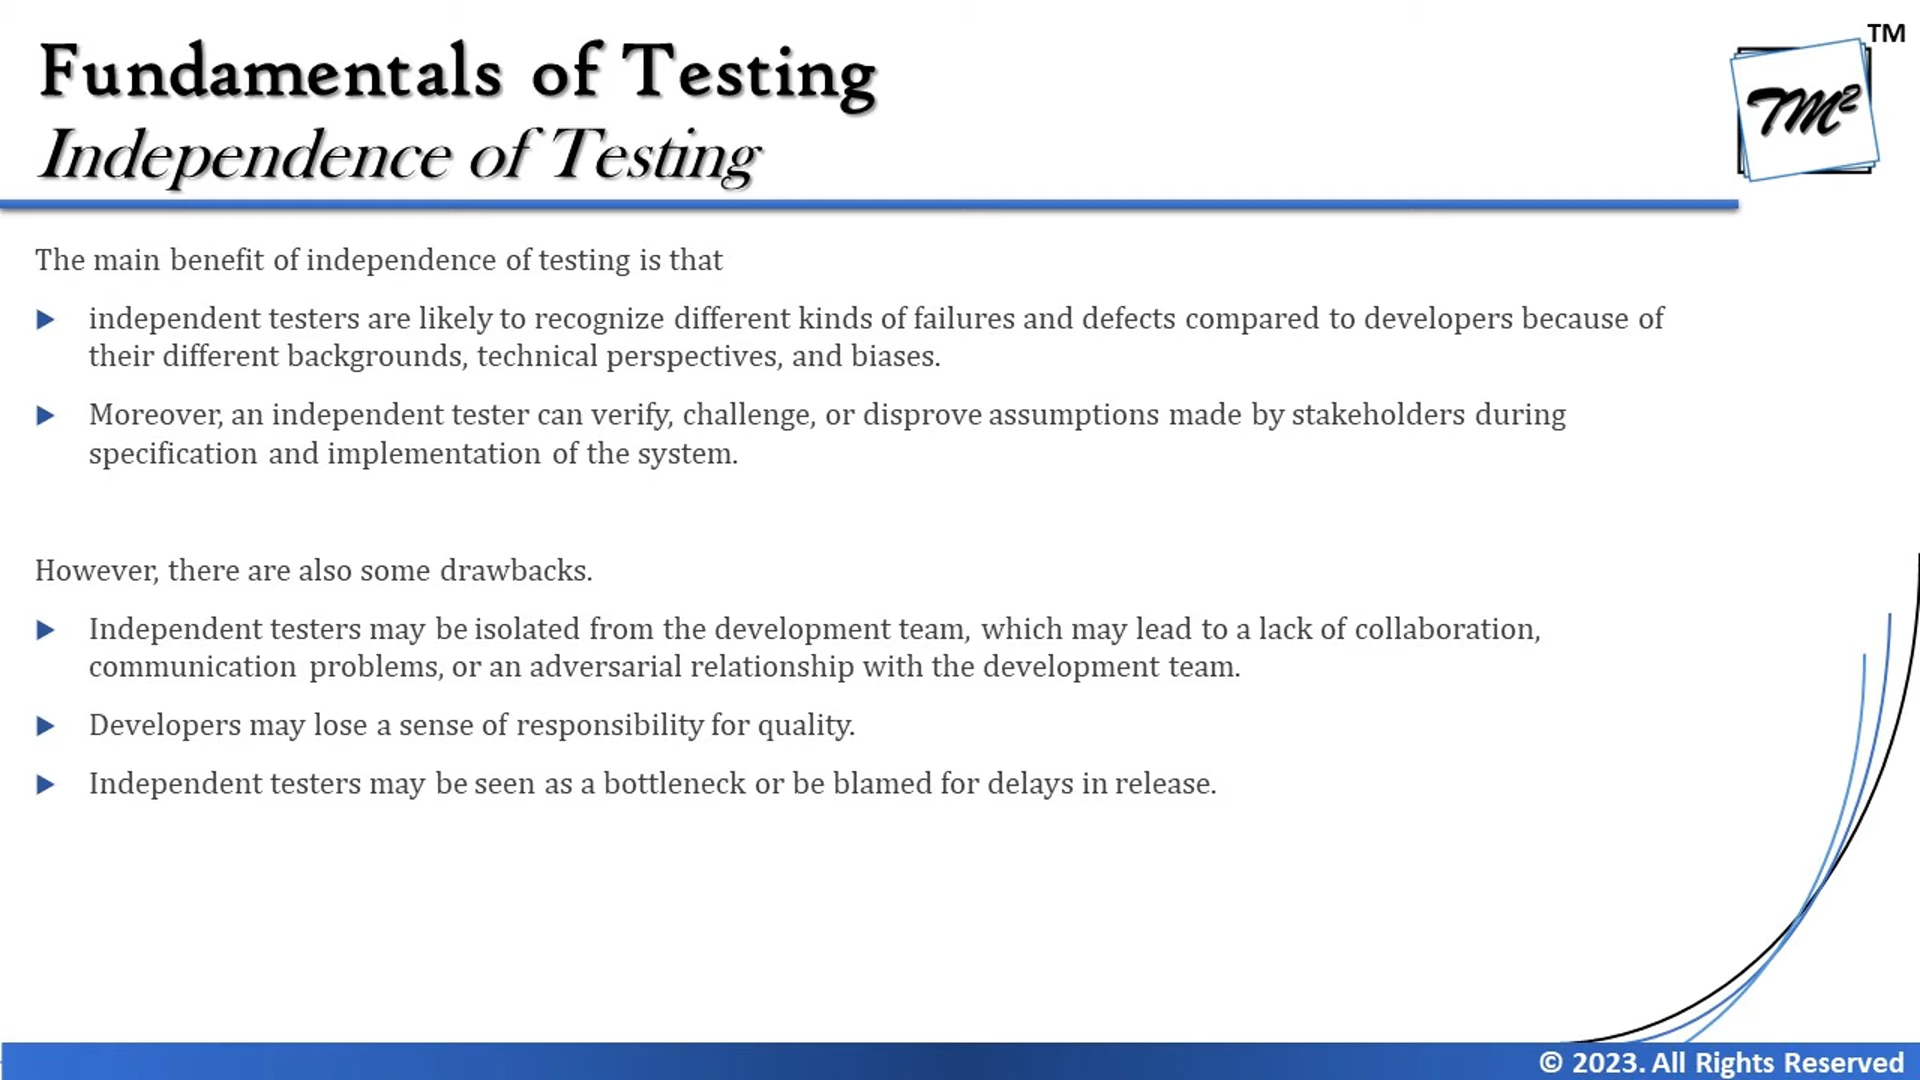 Fundamentals of Testing
TM
TM2
Independence of Testing
The main benefit of independence of testing is that
independent testers are likely to recognize different kinds of failures and defects compared to developers because of
their different backgrounds, technical perspectives, and biases.
Moreover, an independent tester can verify, challenge, or disprove assumptions made by stakeholders during
specification and implementation of the system.
However, there are also some drawbacks.
Independent testers may be isolated from the development team, which may lead to a lack of collaboration,
communication problems, or an adversarial relationship with the development team.
Developers may lose a sense of responsibility for quality.
Independent testers may be seen as a bottleneck or be blamed for delays in release.
© 2023. All Rights Reserved